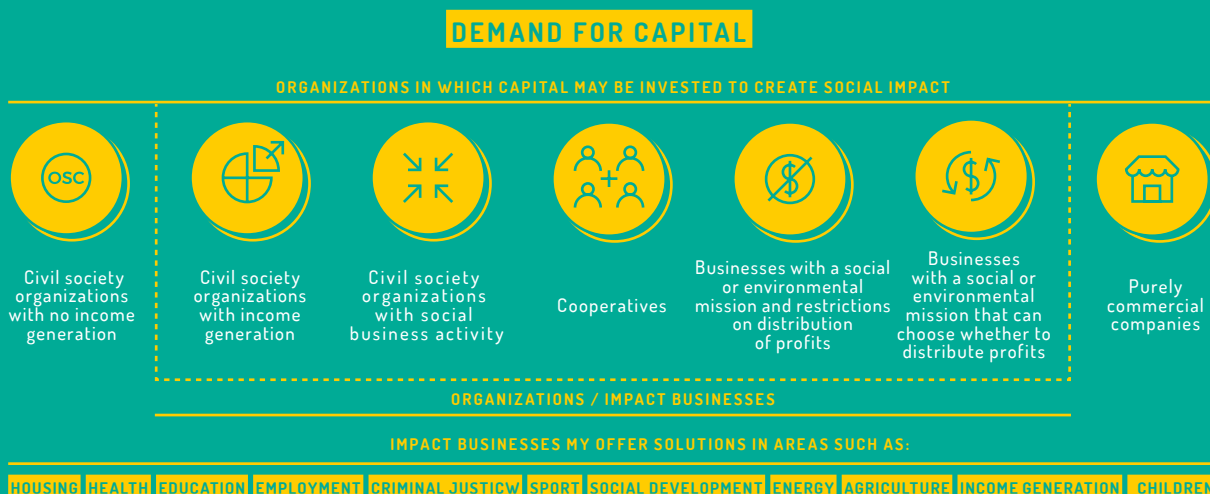 DEMAND FOR CAPITAL
ORGANIZATIONS IN WHICH CAPITAL MAY BE INVESTED TO CREATE SOCIAL IMPACT
OSC
Civil society
organizations
with no income
generation
Civil society
organizations
with income
generation
Civil society
organizations
with social
business activity
Cooperatives
Businesses with a social
or environmental
mission and restrictions
on distribution
of profits
Businesses
with a social or
environmental
mission that can
choose whether to
distribute profits
Purely
commercial
companies
ORGANIZATIONS / IMPACT BUSINESSES
IMPACT BUSINESSES MY OFFER SOLUTIONS IN AREAS SUCH AS:
HOUSING HEALTH EDUCATION EMPLOYMENT CRIMINAL JUSTICW SPORT SOCIAL DEVELOPMENT ENERGY AGRICULTURE INCOME GENERATION CHILDREN